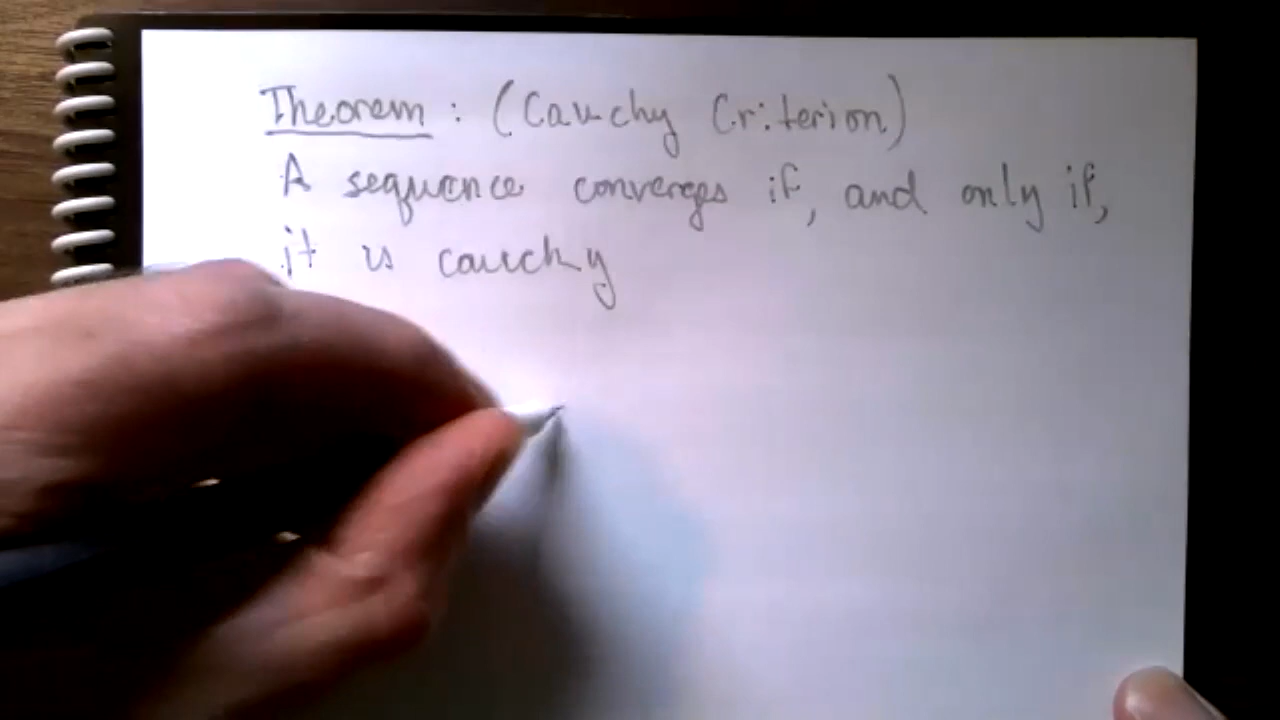 Theorem : (Cauchy Criterion)
A sequence converges if, and only if,
it is cauchy